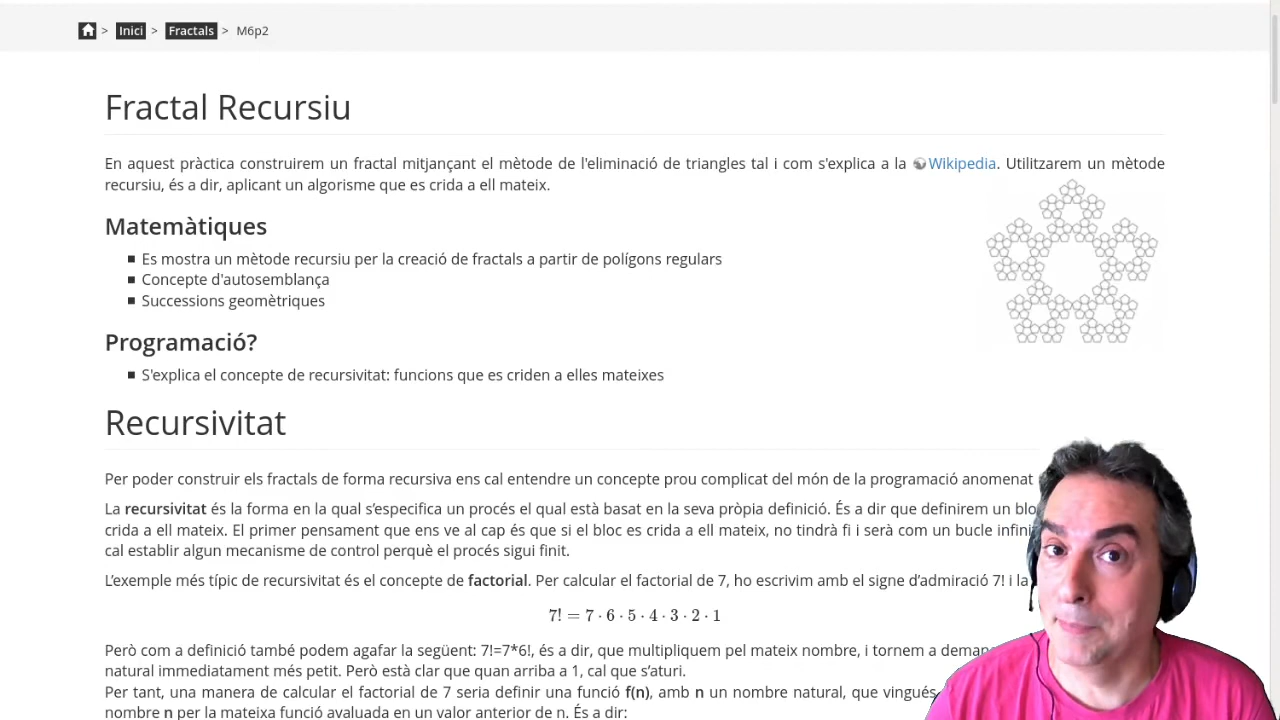 > Inici > Fractals > M6p2
Fractal Recursiu
En aquest pràctica construirem un fractal mitjançant el mètode de l'eliminació de triangles tal i com s'explica a la Wikipedia. Utilitzarem un mètode
recursiu, és a dir, aplicant un algorisme que es crida a ell mateix.
Matemàtiques
Es mostra un mètode recursiu per la creació de fractals a partir de polígons regulars
Concepte d'autosemblança
Successions geomètriques
Programació?
S'explica el concepte de recursivitat: funcions que es criden a elles mateixes
Recursivitat
Per poder construir els fractals de forma recursiva ens cal entendre un concepte prou complicat del món de la programació anomenat
La recursivitat és la forma en la qual s’especifica un procés el qual està basat en la seva pròpia definició. És a dir que definirem un blo
crida a ell mateix. El primer pensament que ens ve al cap és que si el bloc es crida a ell mateix, no tindrà fi i serà com un bucle infini
cal establir algun mecanisme de control perquè el procés sigui finit.
L’exemple més típic de recursivitat és el concepte de factorial. Per calcular el factorial de 7, ho escrivim amb el signe d’admiració 7! i la
7! = 7 · 6 · 5 · 4 · 3 · 2 · 1
Però com a definició també podem agafar la següent: 7!=7*6!, és a dir, que multipliquem pel mateix nombre, i tornem a deman
natural immediatament més petit. Però està clar que quan arriba a 1, cal que s’aturi.
Per tant, una manera de calcular el factorial de 7 seria definir una funció f(n), amb n un nombre natural, que vingués
nombre n per la mateixa funció avaluada en un valor anterior de n. És a dir: